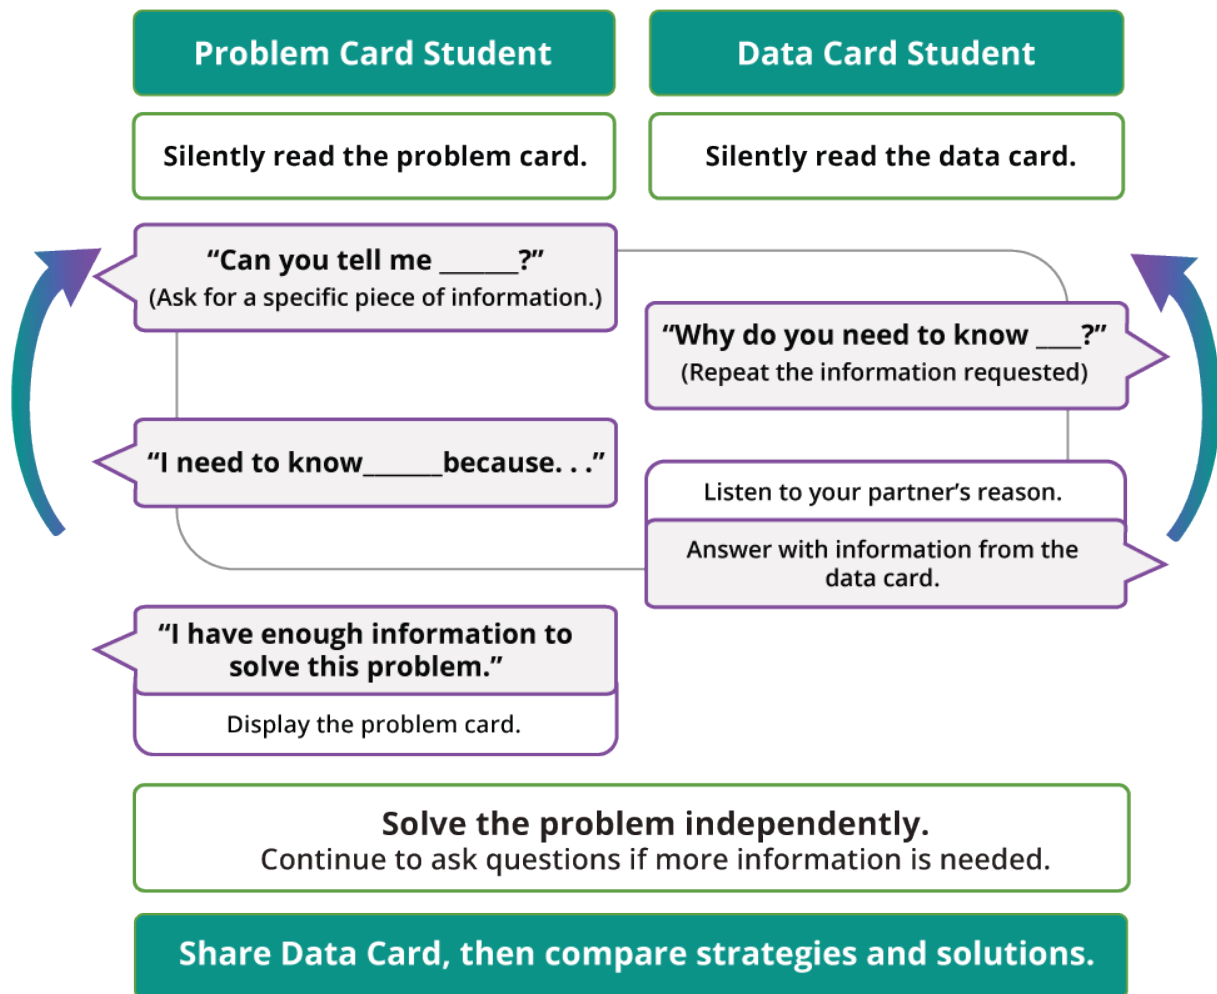 Problem Card Student
Data Card Student
Silently read the problem card.
Silently read the data card.
“Can you tell me ______?”
(Ask for a specific piece of information.)
“Why do you need to know ____?”
(Repeat the information requested)
“I need to know______because. . .”
Listen to your partner’s reason.
Answer with information from the
data card.
“I have enough information to
solve this problem.”
Display the problem card.
Solve the problem independently.
Continue to ask questions if more information is needed.
Share Data Card, then compare strategies and solutions.